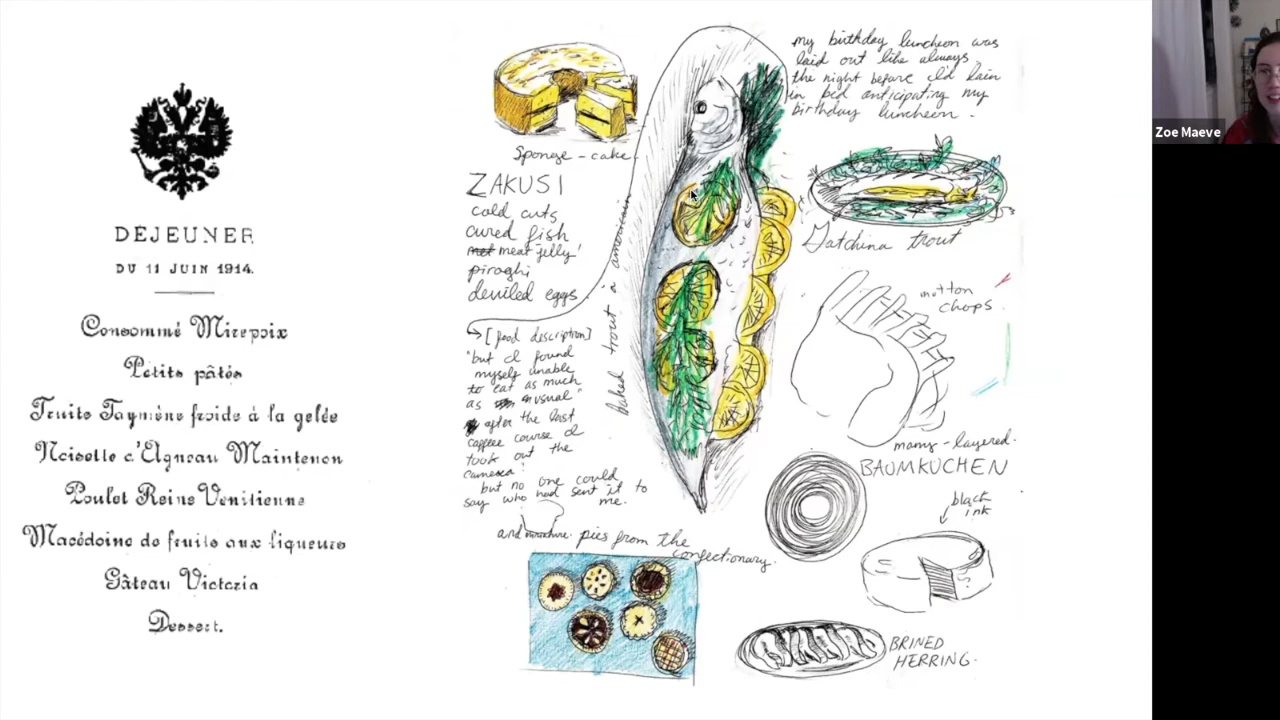 DEJEUNER
DU 11 JUIN 1914.
Consommé Mirepoix
Petits pâtés
Truite Taymène froide à la gelée
Noisette d'Agneau Maintenon
Poulet Reine Venitienne
Macédoine de fruits aux liqueurs
Gâteau Victoria
Dessert.
Sponge-cake.
my birthday luncheon was
laid out like always
the night before I'd lain
in bed anticipating my
birthday luncheon.
ZAKUSI
cold cuts
cured fish
meat jelly
piroghi
deviled eggs
baked trout a americain
Gatchina trout
mutton
chops.
[food description]
"but I found
myself unable
to eat as much
as usual"
after the last
coffee course I
took out the
camera.
but no one could
say who had sent it to
me.
many-layered.
BAUMKUCHEN
black
ink
and miniature pies from the
confectionary.
BRINED
HERRING.
Zoe Maeve